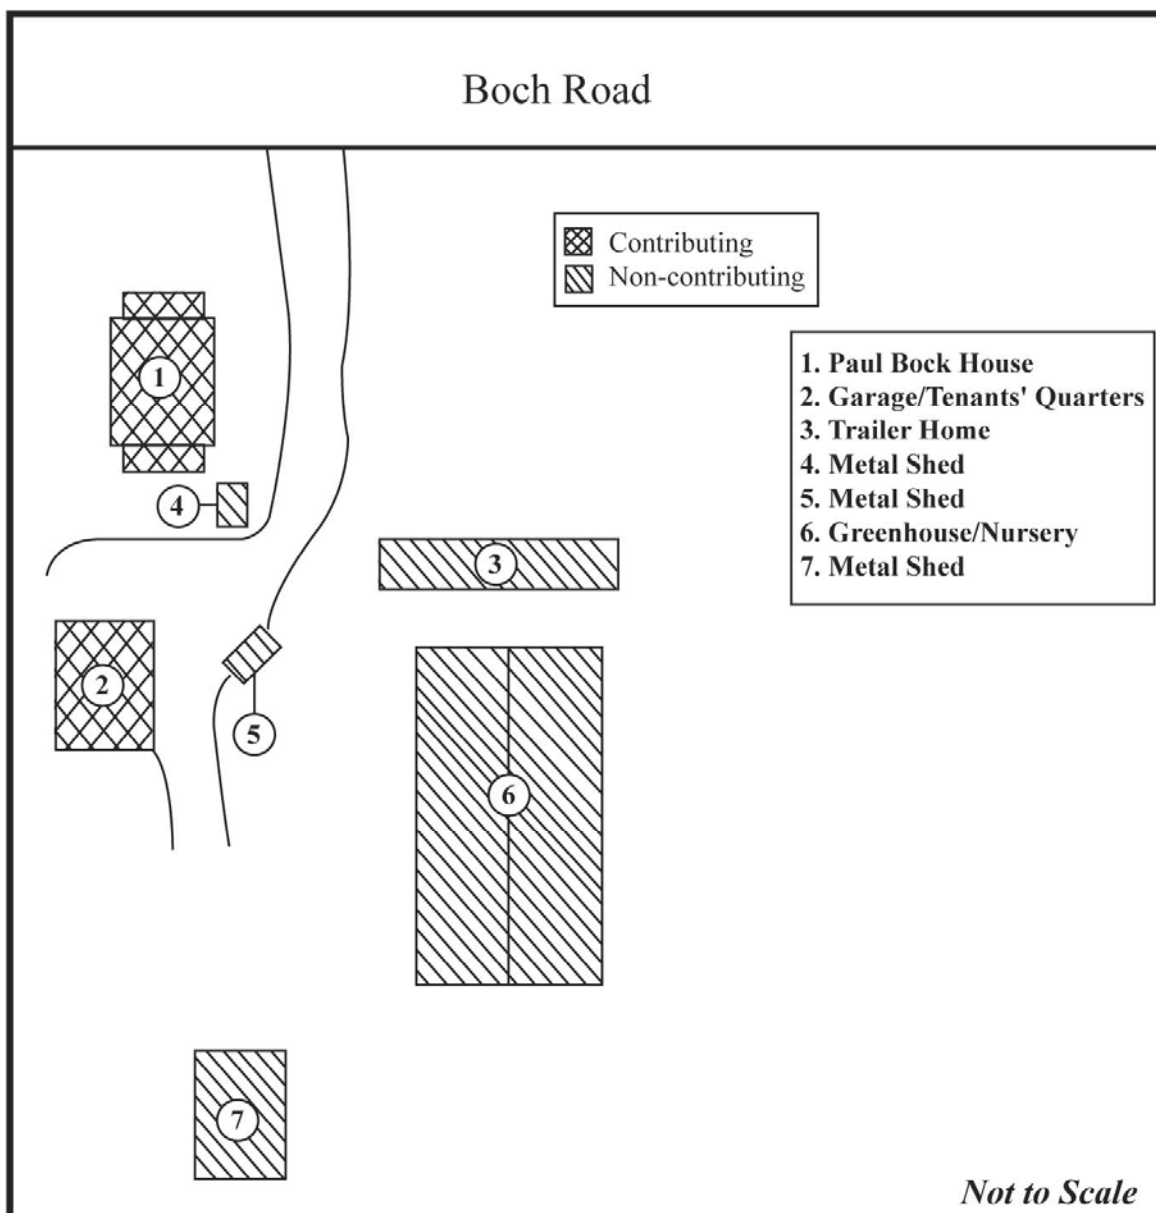 Boch Road
Contributing
Non-contributing
1. Paul Bock House
2. Garage/Tenants' Quarters
3. Trailer Home
4. Metal Shed
5. Metal Shed
6. Greenhouse/Nursery
7. Metal Shed
1
4
3
2
5
6
7
Not to Scale